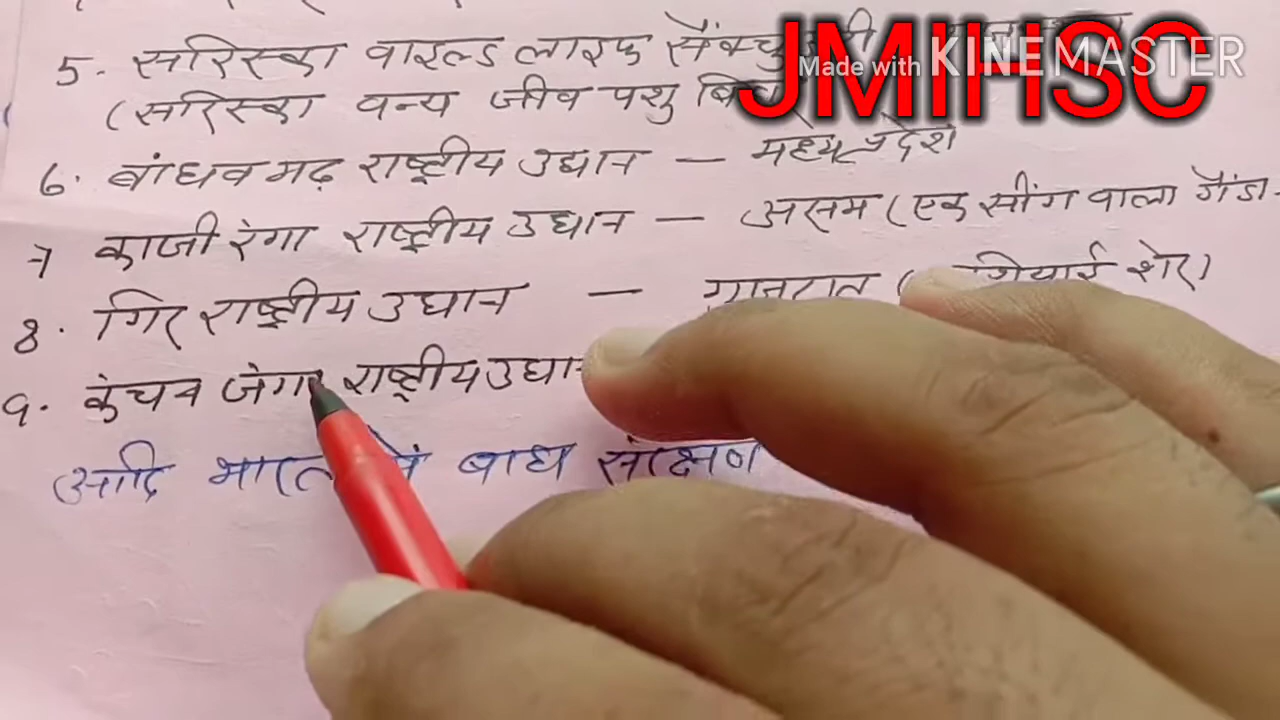 JMIHSC
Made with KINEMASTER
5. सरिस्का वाइल्ड लाइफ सैंक्चुअरी
(सरिस्का वन्य जीव पशु
6. बांधवगढ़ राष्ट्रीय उद्यान — मध्य प्रदेश
7 काजीरंगा राष्ट्रीय उद्यान — असम (एक सींग वाला गैंडा
8. गिर राष्ट्रीय उद्यान — गुजरात ( शेर)
9. कंचनजंगा राष्ट्रीय उद्यान
आदि भारत में बाघ संरक्षण